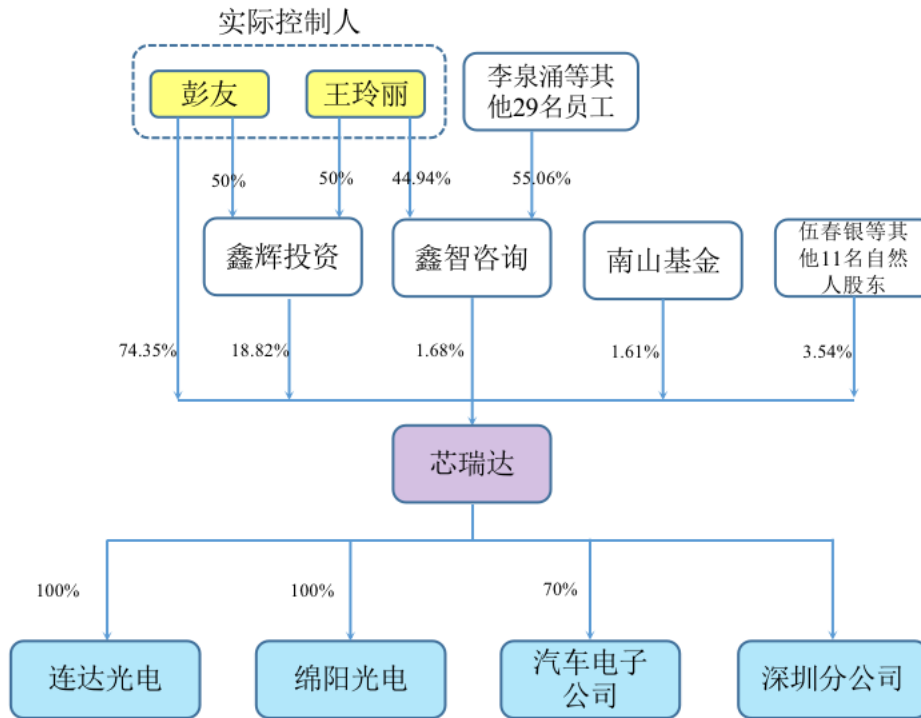 实际控制人
彭友
王玲丽
李泉涌等其
他29名员工
50%
50%
44.94%
55.06%
鑫辉投资
鑫智咨询
南山基金
伍春银等其
他11名自然
人股东
74.35%
18.82%
1.68%
1.61%
3.54%
芯瑞达
100%
100%
70%
连达光电
绵阳光电
汽车电子
公司
深圳分公司